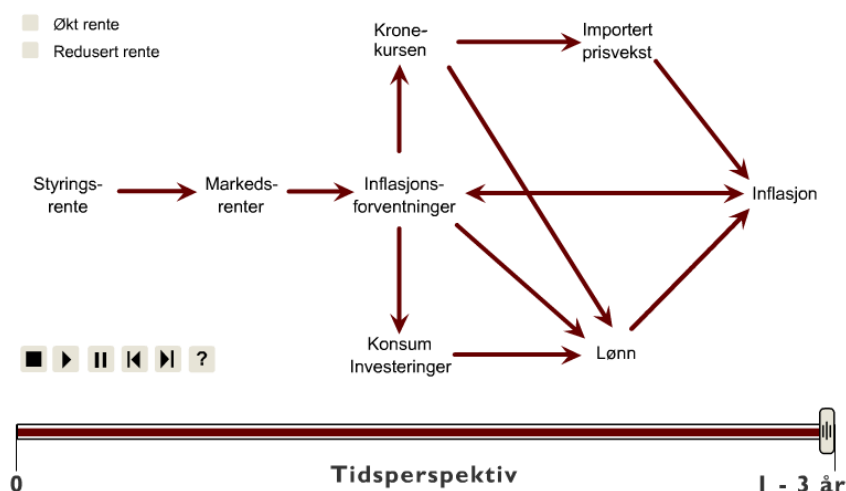 Økt rente
Redusert rente
Krone-
kursen
Importert
prisvekst
Styrings-
rente
Markeds-
renter
Inflasjons-
forventninger
Inflasjon
Konsum
Investeringer
Lønn
?
0
Tidsperspektiv
1 - 3 år